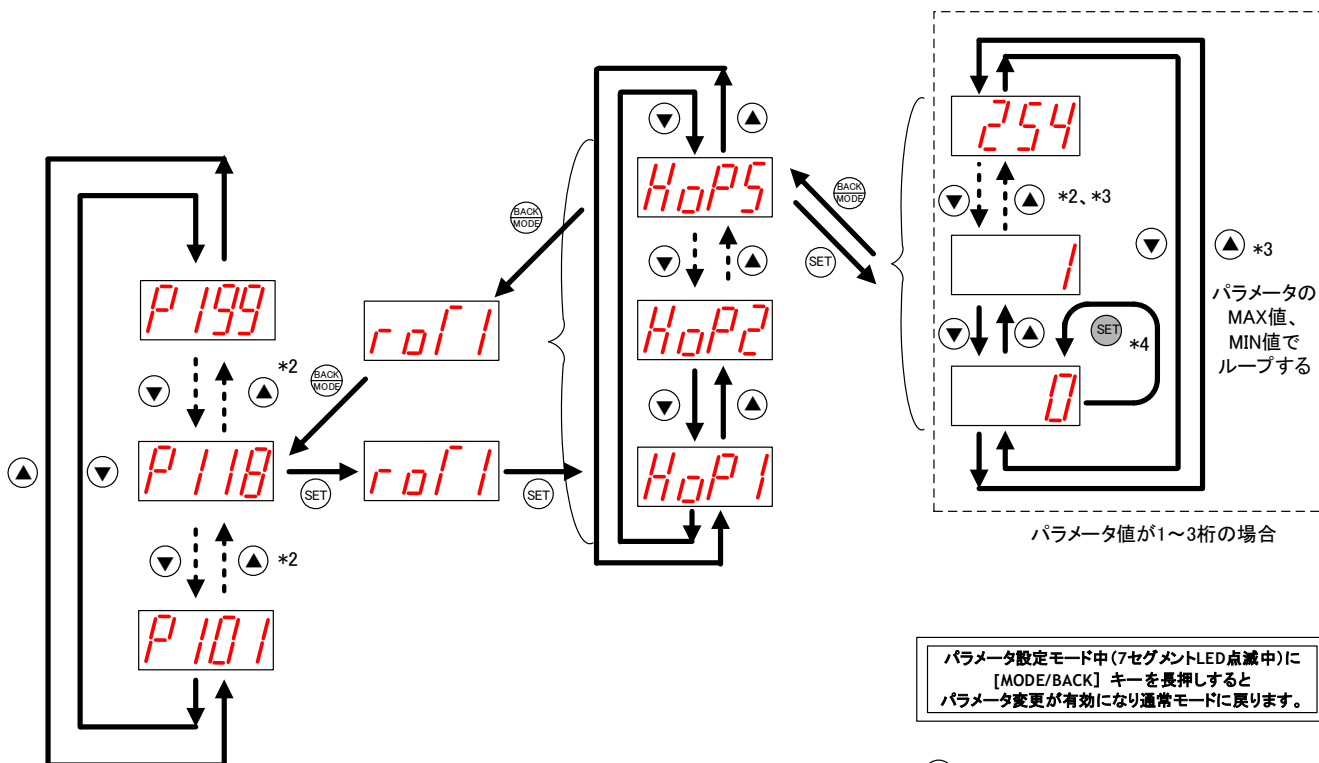 254
*2、*3
1
SET
*4
0
*3
パラメータの
MAX値、
MIN値で
ループする
パラメータ値が1～3桁の場合
HoP5
BACK
MODE
SET
HoP2
HoP1
BACK
MODE
roT1
BACK
MODE
roT1
SET
SET
P199
*2
P118
*2
P101
パラメータ設定モード中（7セグメントLED点滅中）に
[MODE/BACK] キーを長押しすると
パラメータ変更が有効になり通常モードに戻ります。